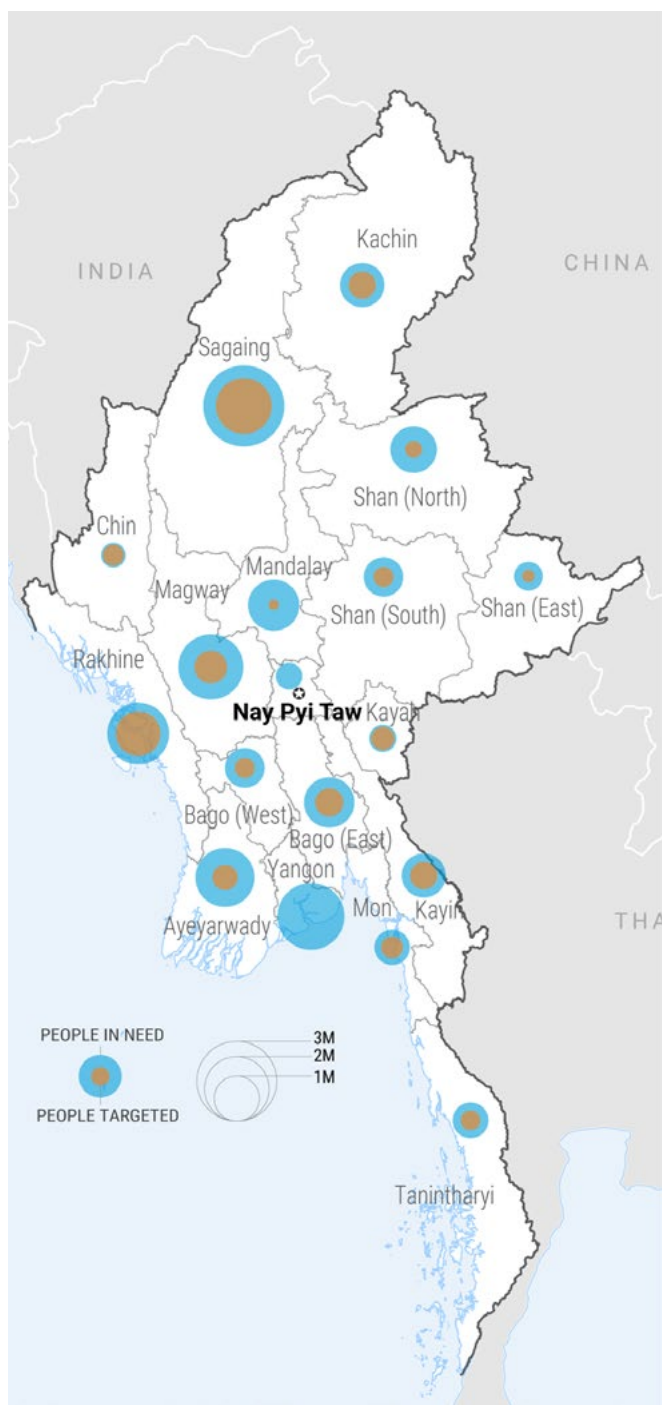 Kachin
INDIA
CHINA
Sagaing
Shan (North)
Chin
Mandalay
Magway
Shan (South)
Shan (East)
Rakhine
Nay Pyi Taw
Kayah
Bago (West)
Bago (East)
Yangon
Ayeyarwady
Mon
Kayin
THA
PEOPLE IN NEED
3M
2M
1M
PEOPLE TARGETED
Tanintharyi